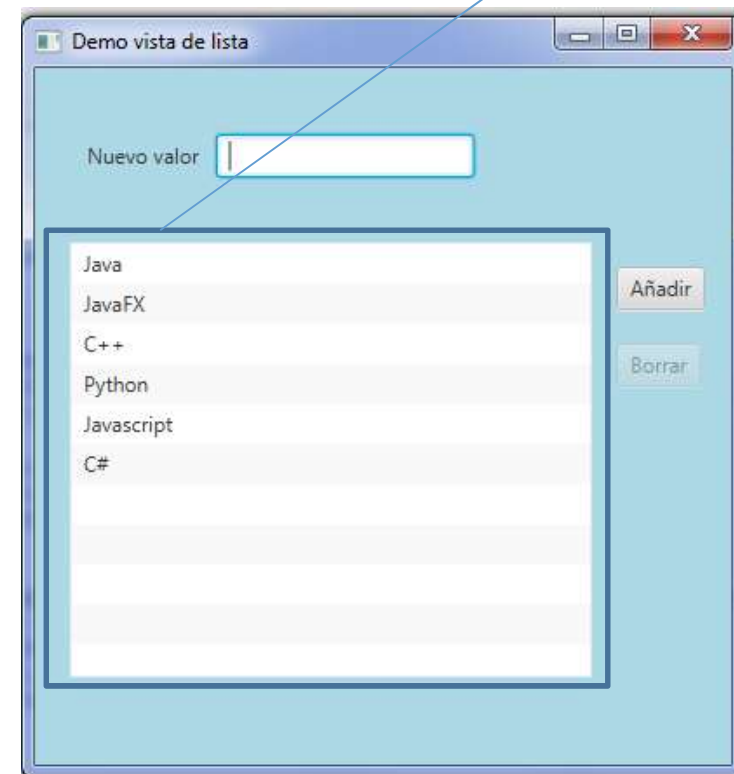 Demo vista de lista
Nuevo valor
Java
JavaFX
C++
Python
Javascript
C#
Añadir
Borrar